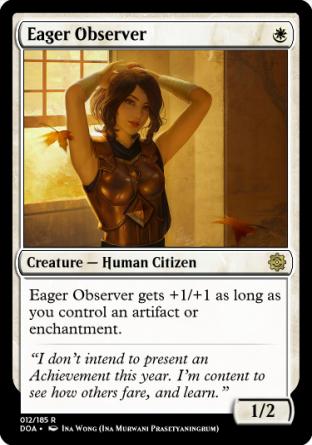 Eager Observer
Creature — Human Citizen
Eager Observer gets +1/+1 as long as
you control an artifact or
enchantment.
“I don’t intend to present an
Achievement this year. I’m content to
see how others fare, and learn.”
1/2
012/185 R
DOA • Ina Wong (Ina Murwani Prasetyaningrum)